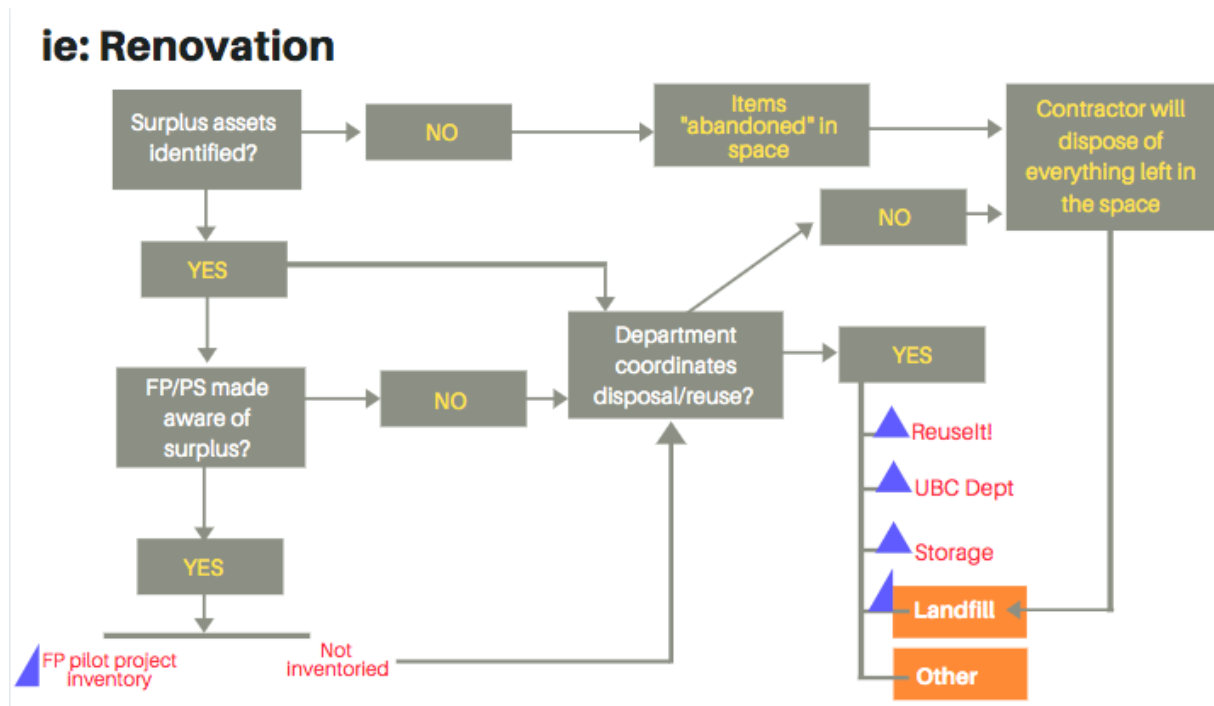 ie: Renovation
Surplus assets
identified?
NO
Items
"abandoned" in
space
Contractor will
dispose of
everything left in
the space
NO
YES
Department
coordinates
disposal/reuse?
YES
FP/PS made
aware of
surplus?
NO
ReuseIt!
UBC Dept
Storage
YES
Landfill
Other
FP pilot project
inventory
Not
inventoried